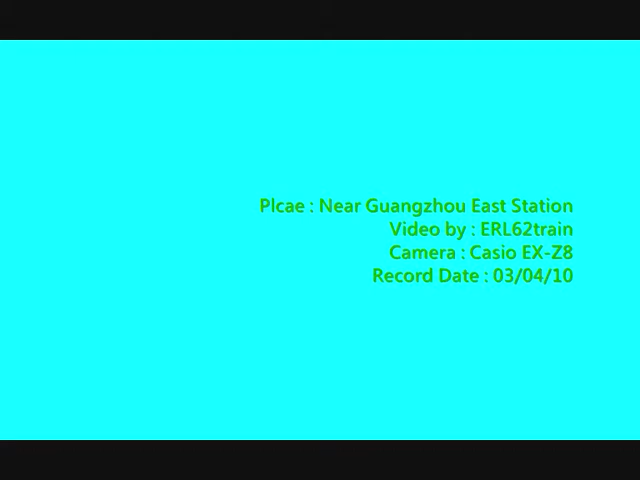 Plcae : Near Guangzhou East Station
Video by : ERL62train
Camera : Casio EX-Z8
Record Date : 03/04/10